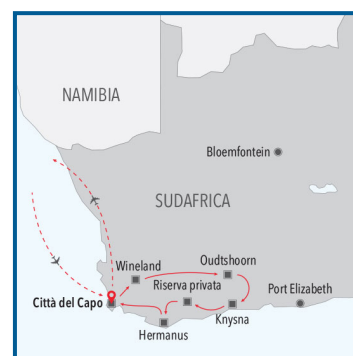 NAMIBIA
Bloemfontein
SUDAFRICA
Oudtshoorn
Wineland
Riserva privata
Port Elizabeth
Città del Capo
Knysna
Hermanus